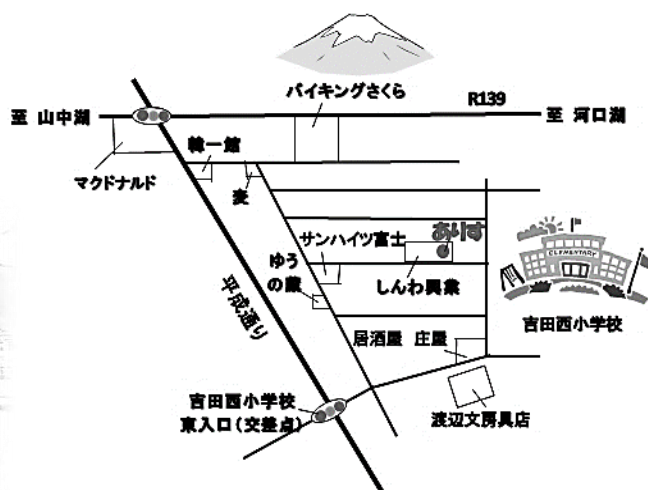 バイキングさくら
R139
至 山中湖
至 河口湖
韓一館
マクドナルド
麦
ありす
サンハイツ富士
ゆう
の蔵
しんわ興業
ELEMENTARY
平成通り
吉田西小学校
居酒屋 庄屋
吉田西小学校
東入口(交差点)
渡辺文房具店